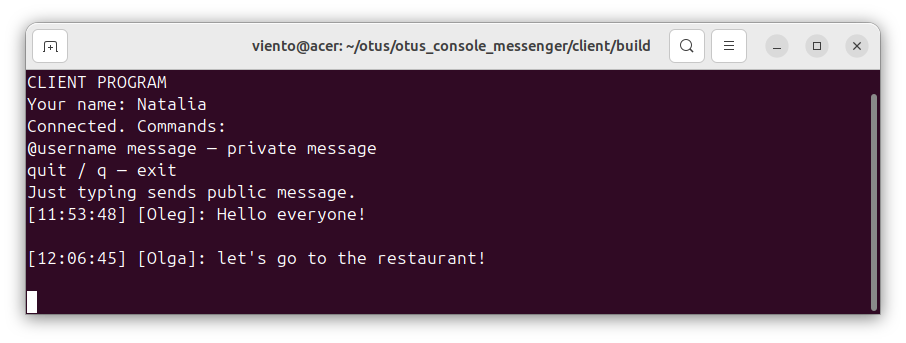 viento@acer: ~/otus/otus_console_messenger/client/build
CLIENT PROGRAM
Your name: Natalia
Connected. Commands:
@username message — private message
quit / q — exit
Just typing sends public message.
[11:53:48] [Oleg]: Hello everyone!
[12:06:45] [Olga]: let's go to the restaurant!